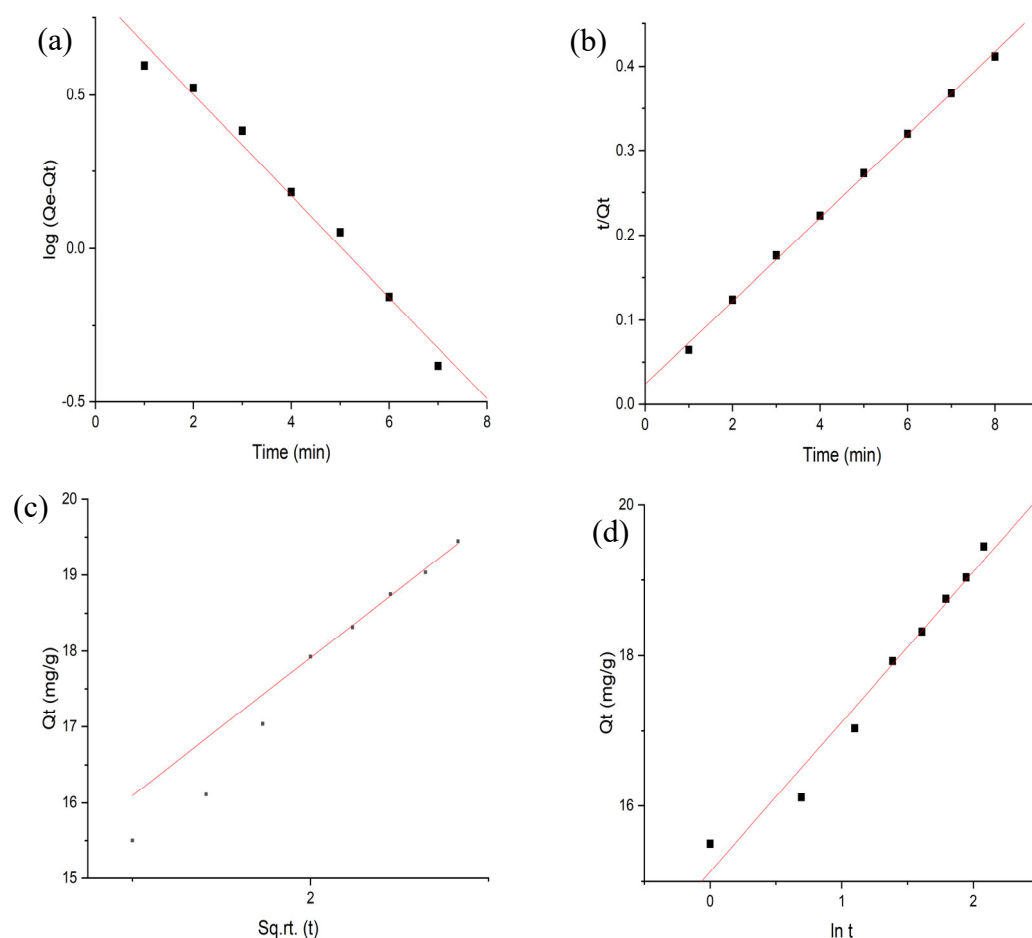 (a)
log (Qe-Qt)
0.5
0.0
-0.5
0 2 4 6 8
Time (min)
(b)
t/Qt
0.4
0.3
0.2
0.1
0.0
0 2 4 6 8
Time (min)
(c)
Qt (mg/g)
20
19
18
17
16
15
2
Sq.rt. (t)
(d)
Qt (mg/g)
20
18
16
0 1 2
ln t